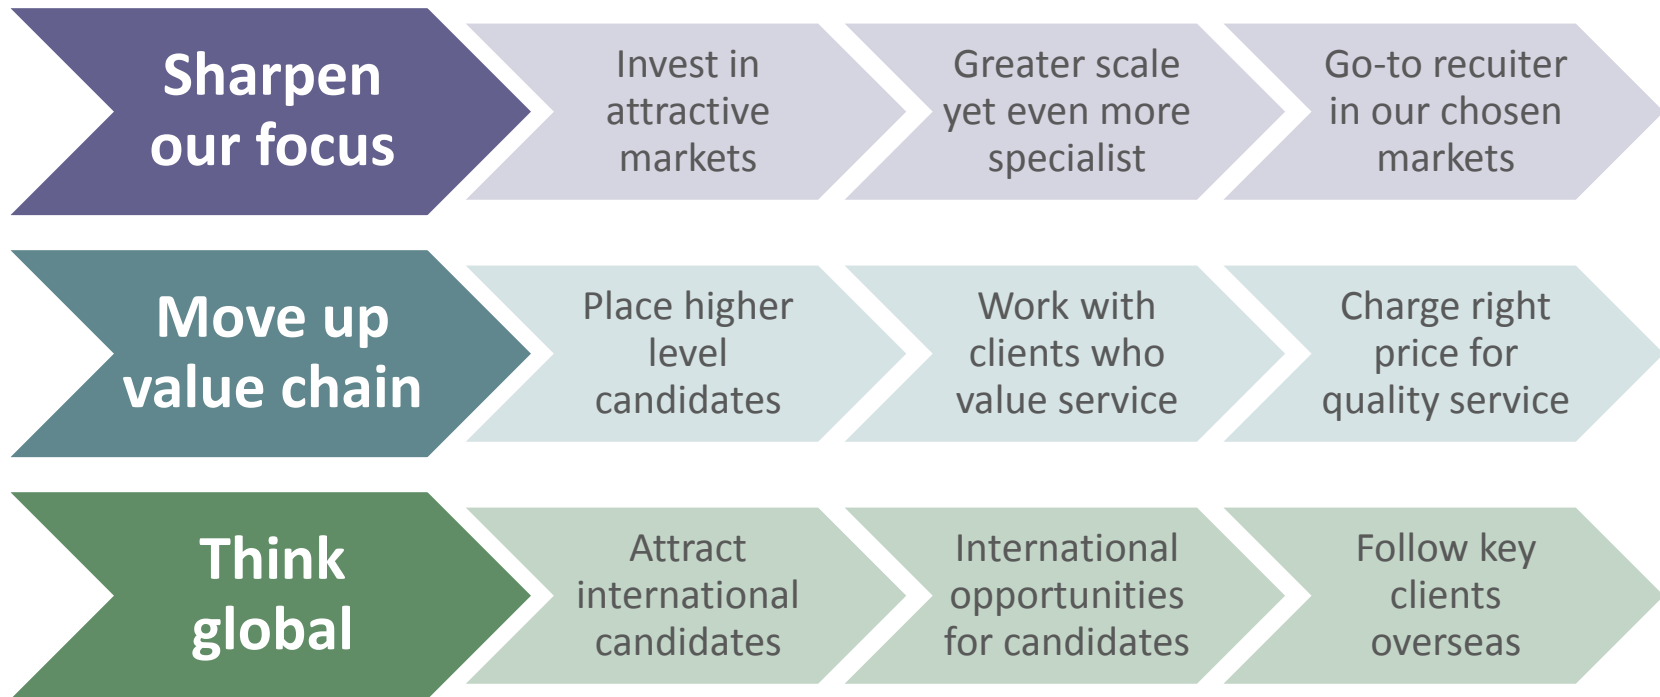 Sharpen
our focus
Invest in
attractive
markets
Greater scale
yet even more
specialist
Go-to recuiter
in our chosen
markets
Move up
value chain
Place higher
level
candidates
Work with
clients who
value service
Charge right
price for
quality service
Think
global
Attract
international
candidates
International
opportunities
for candidates
Follow key
clients
overseas